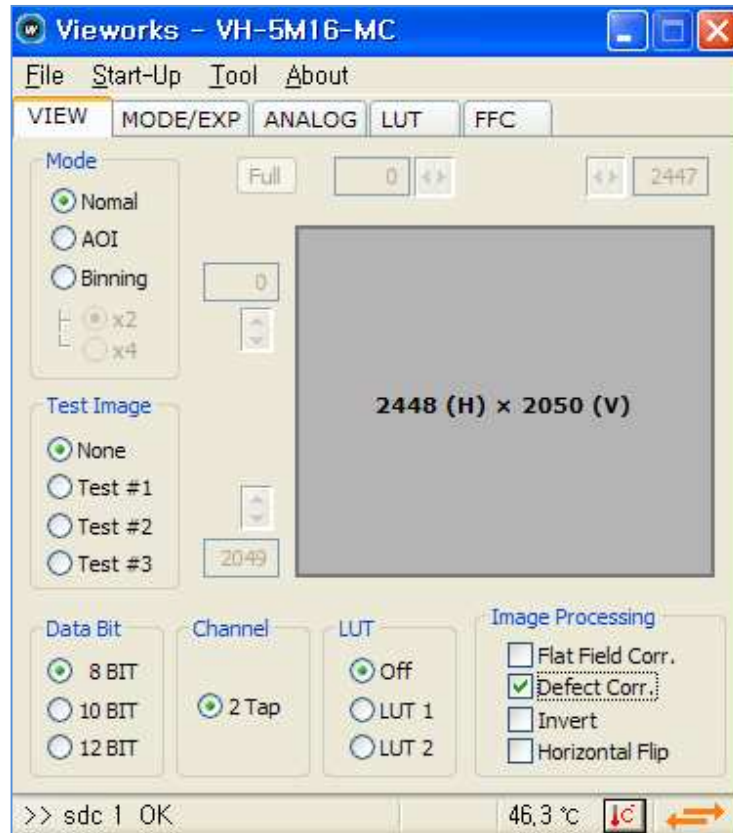 Vieworks - VH-5M16-MC
File Start-Up Tool About
VIEW MODE/EXP ANALOG LUT FFC
Mode
Nomal
AOI
Binning
x2
x4
Full 0 2447
0
2448 (H) × 2050 (V)
2049
Test Image
None
Test #1
Test #2
Test #3
Data Bit
8 BIT
10 BIT
12 BIT
Channel
2 Tap
LUT
Off
LUT 1
LUT 2
Image Processing
Flat Field Corr.
Defect Corr.
Invert
Horizontal Flip
>> sdc 1 OK 46,3 ℃